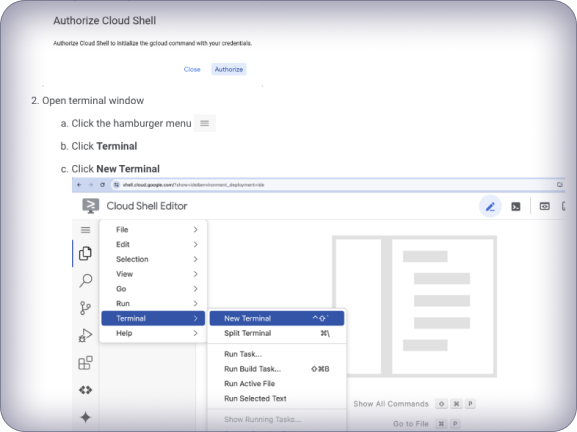 Authorize Cloud Shell
Authorize Cloud Shell to initialize the gcloud command with your credentials.
Close Authorize
2. Open terminal window
a. Click the hamburger menu
b. Click Terminal
c. Click New Terminal
shell.cloud.google.com/?show=ide&environment_deployment=ide
Cloud Shell Editor
File
Edit
Selection
View
Go
Run
Terminal
Help
New Terminal ⌃⇧`
Split Terminal ⌘\
Run Task...
Run Build Task... ⇧⌘B
Run Active File
Run Selected Text
Show Running Tasks...
Show All Commands ⇧ ⌘ P
Go to File ⌘ P